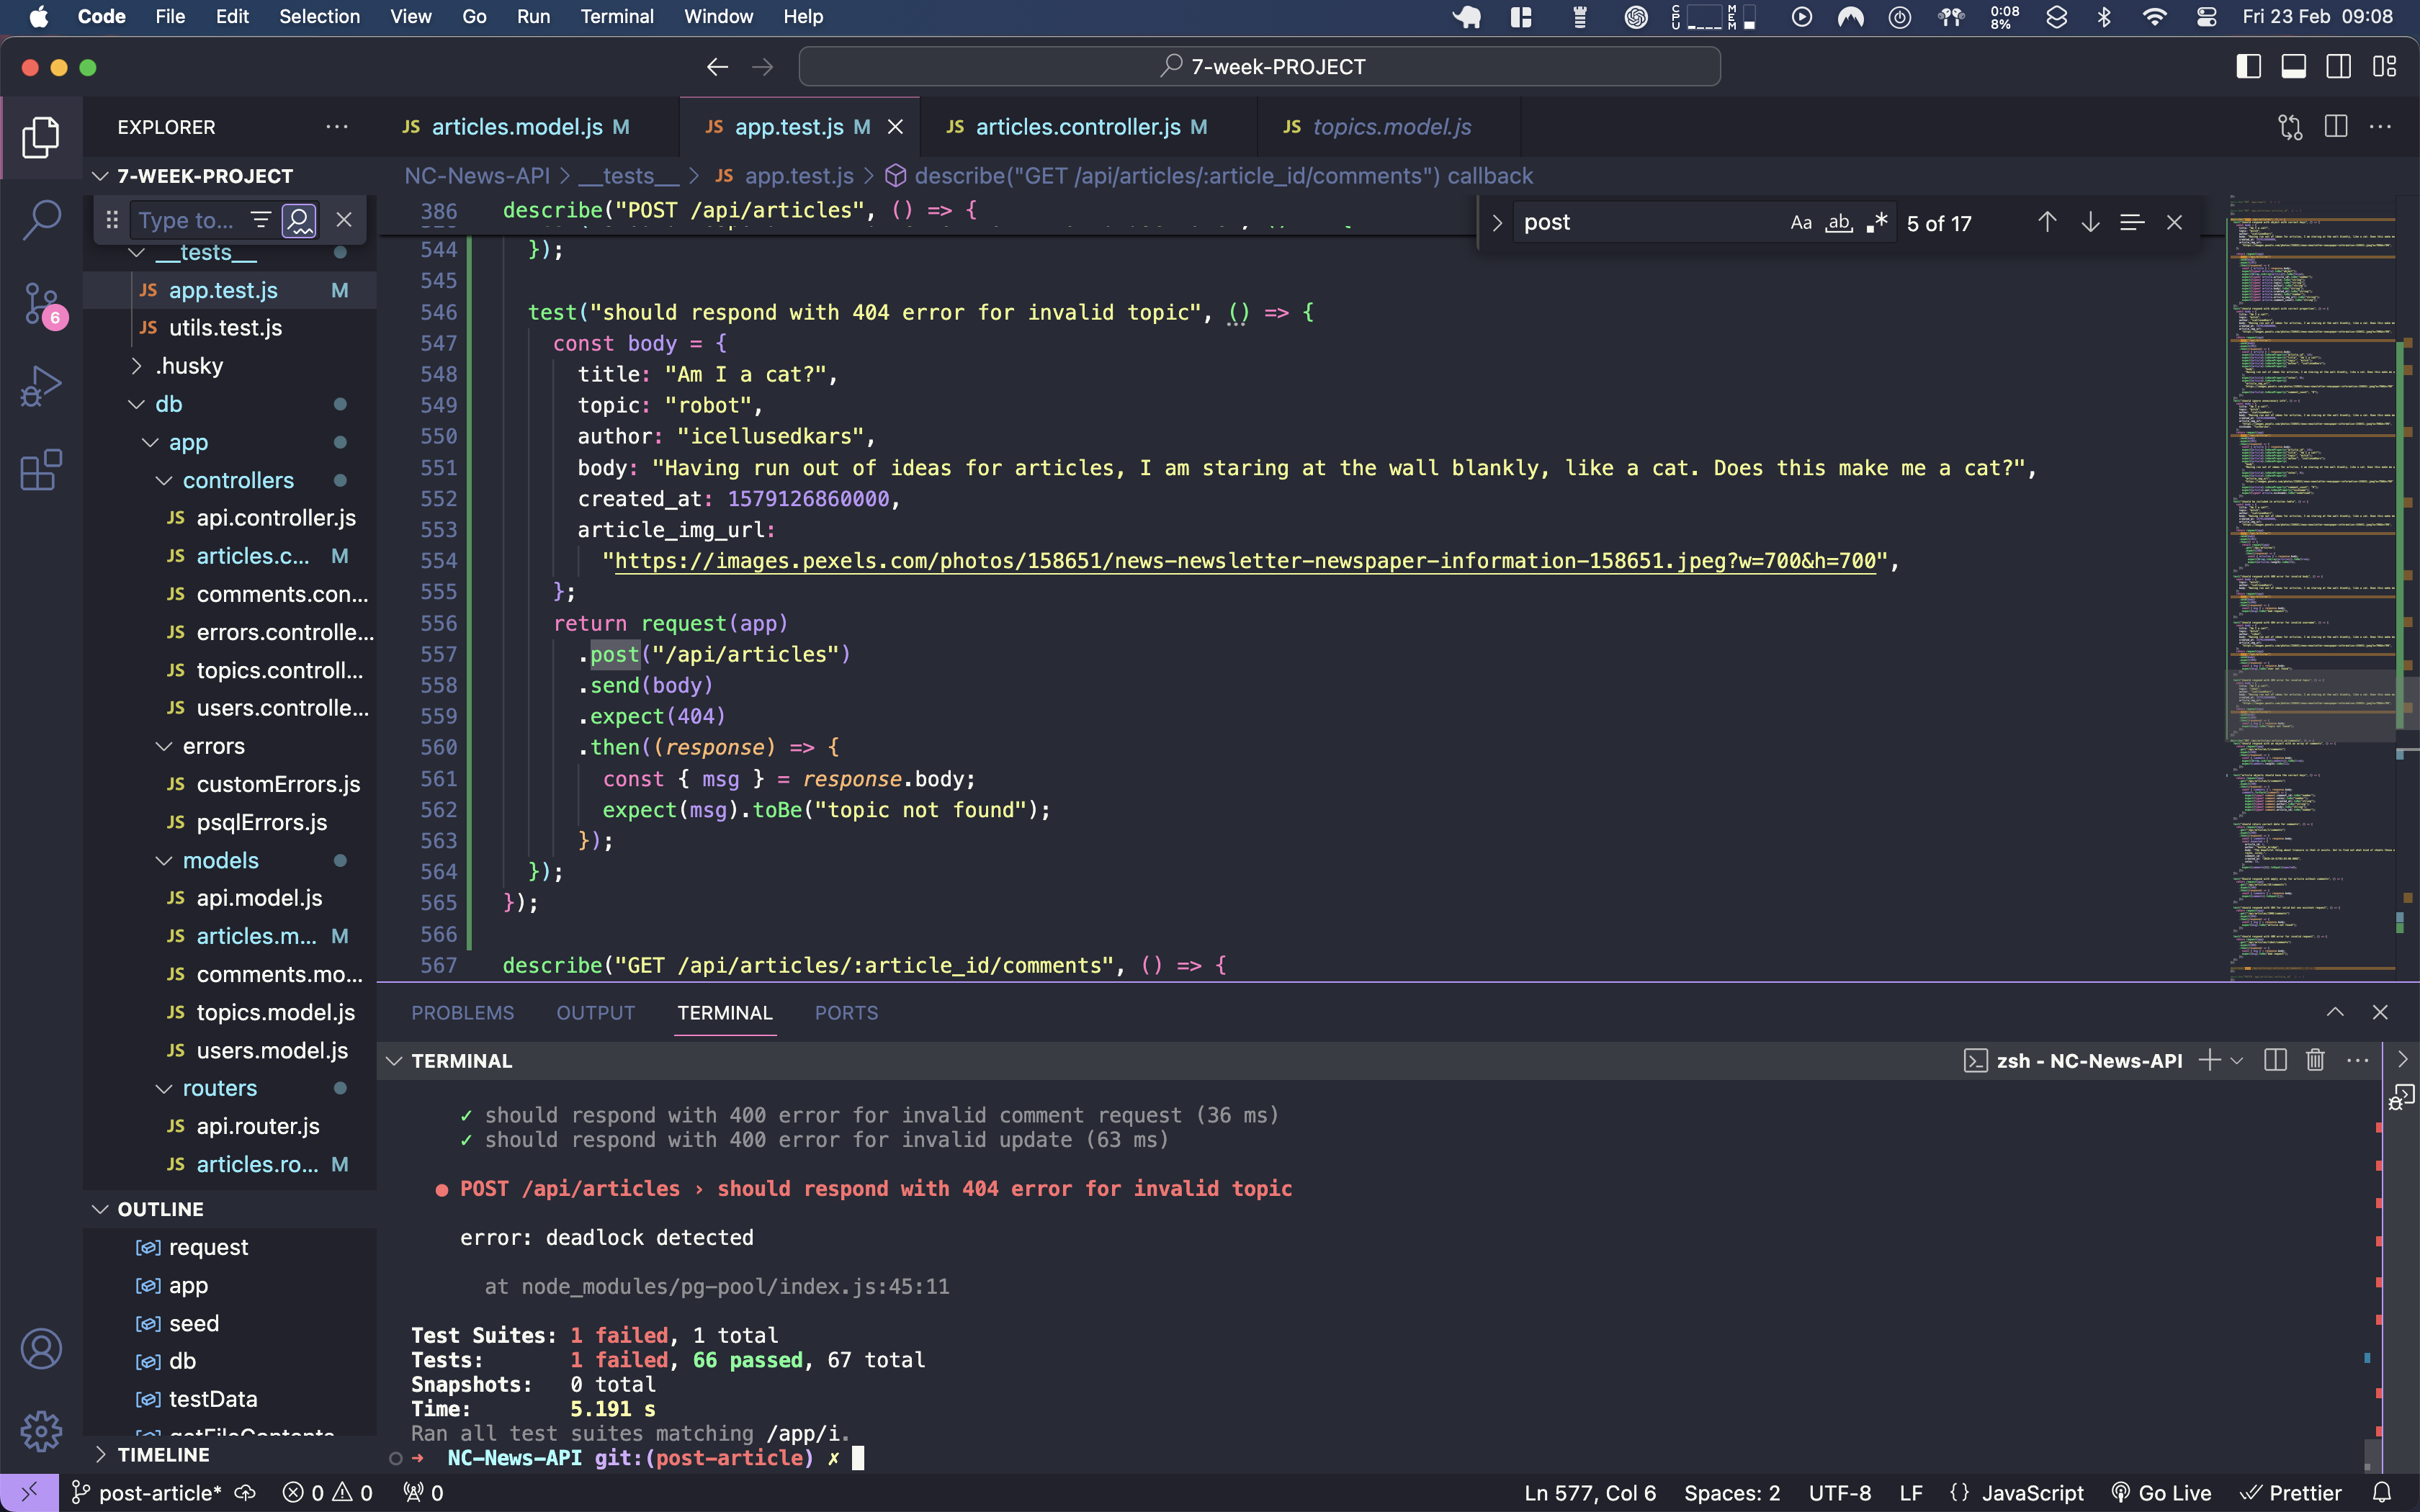 Code File Edit Selection View Go Run Terminal Window Help
CPU MEM 0:08 8% Fri 23 Feb 09:08
7-week-PROJECT
EXPLORER
JS articles.model.js M JS app.test.js M JS articles.controller.js M JS topics.model.js
7-WEEK-PROJECT
NC-News-API > __tests__ > JS app.test.js > describe("GET /api/articles/:article_id/comments") callback
Type to...
post Aa ab .* 5 of 17
__tests__
JS app.test.js M
JS utils.test.js
.husky
db
app
controllers
JS api.controller.js
JS articles.c... M
JS comments.con...
JS errors.controlle...
JS topics.controll...
JS users.controlle...
errors
JS customErrors.js
JS psqlErrors.js
models
JS api.model.js
JS articles.m... M
JS comments.mo...
JS topics.model.js
JS users.model.js
routers
JS api.router.js
JS articles.ro... M
OUTLINE
request
app
seed
db
testData
getFileContents
TIMELINE
6
386 describe("POST /api/articles", () => {
544 });
545
546 test("should respond with 404 error for invalid topic", () => {
547 const body = {
548 title: "Am I a cat?",
549 topic: "robot",
550 author: "icellusedkars",
551 body: "Having run out of ideas for articles, I am staring at the wall blankly, like a cat. Does this make me a cat?",
552 created_at: 1579126860000,
553 article_img_url:
554 "https://images.pexels.com/photos/158651/news-newsletter-newspaper-information-158651.jpeg?w=700&h=700",
555 };
556 return request(app)
557 .post("/api/articles")
558 .send(body)
559 .expect(404)
560 .then((response) => {
561 const { msg } = response.body;
562 expect(msg).toBe("topic not found");
563 });
564 });
565 });
566
567 describe("GET /api/articles/:article_id/comments", () => {
PROBLEMS OUTPUT TERMINAL PORTS
TERMINAL
zsh - NC-News-API
✓ should respond with 400 error for invalid comment request (36 ms)
✓ should respond with 400 error for invalid update (63 ms)
● POST /api/articles › should respond with 404 error for invalid topic
error: deadlock detected
at node_modules/pg-pool/index.js:45:11
Test Suites: 1 failed, 1 total
Tests: 1 failed, 66 passed, 67 total
Snapshots: 0 total
Time: 5.191 s
Ran all test suites matching /app/i.
→ NC-News-API git:(post-article) ✗
post-article* 0 0 0
Ln 577, Col 6 Spaces: 2 UTF-8 LF {} JavaScript Go Live Prettier